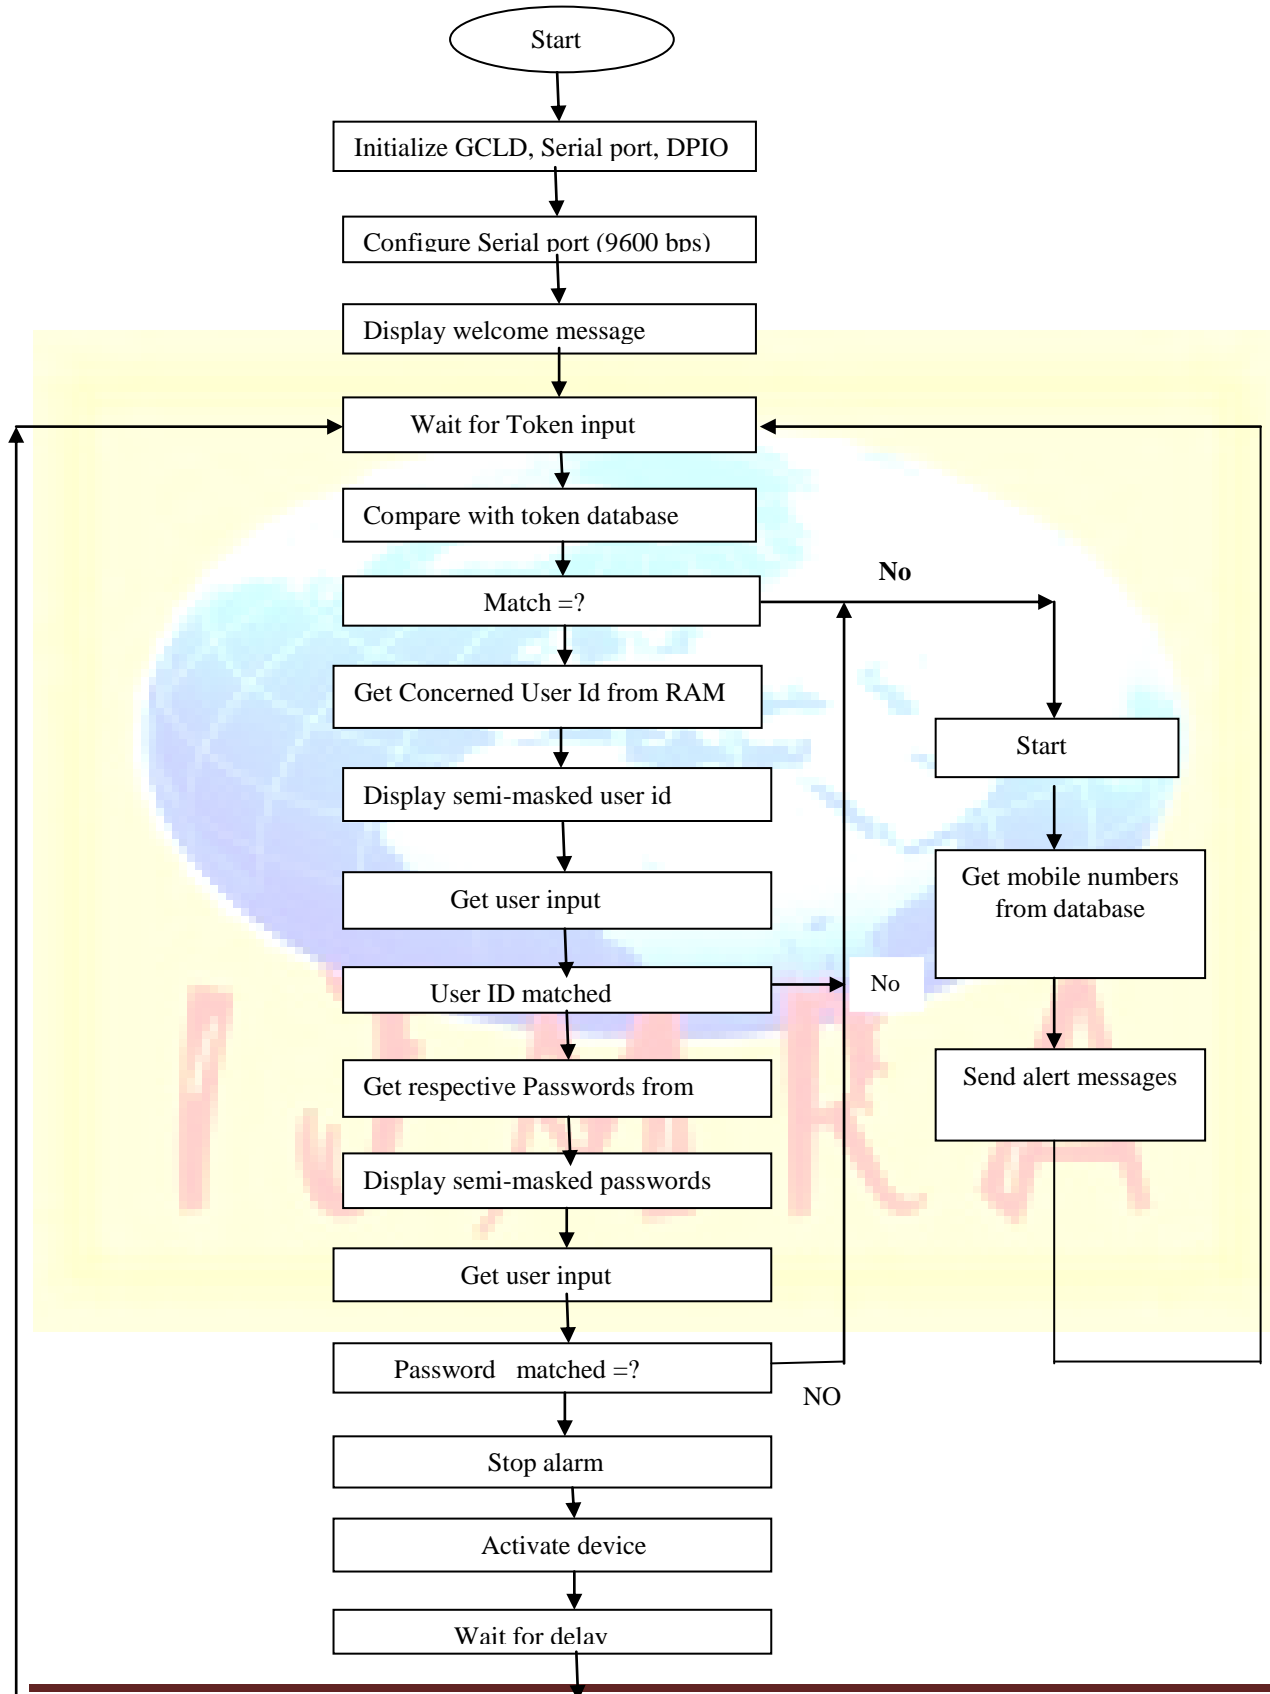 Start
Initialize GCLD, Serial port, DPIO
Configure Serial port (9600 bps)
Display welcome message
Wait for Token input
Compare with token database
No
Match =?
Get Concerned User Id from RAM
Start
Display semi-masked user id
Get mobile numbers
from database
Get user input
No
User ID matched
Send alert messages
Get respective Passwords from
Display semi-masked passwords
Get user input
Password matched =?
NO
Stop alarm
Activate device
Wait for delay
IJMRA